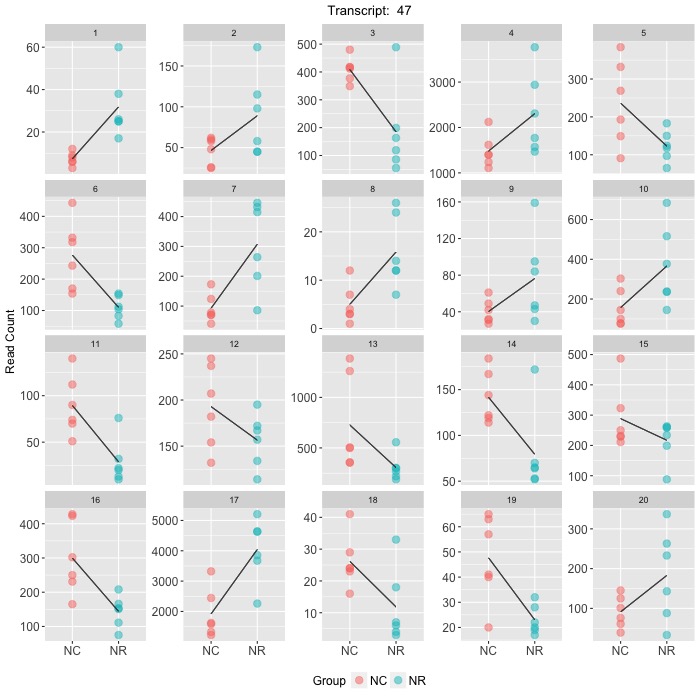 Transcript: 47
1 2 3 4 5
60 40 20
150 100 50
500 400 300 200 100
3000 2000 1000
300 200 100
6 7 8 9 10
400 300 200 100
400 300 200 100
20 10 0
160 120 80 40
600 400 200
Read Count
11 12 13 14 15
100 50
250 200 150
1000 500
150 100 50
500 400 300 200 100
16 17 18 19 20
400 300 200 100
5000 4000 3000 2000
40 30 20 10
60 50 40 30 20
300 200 100
NC NR NC NR NC NR NC NR NC NR
Group NC NR